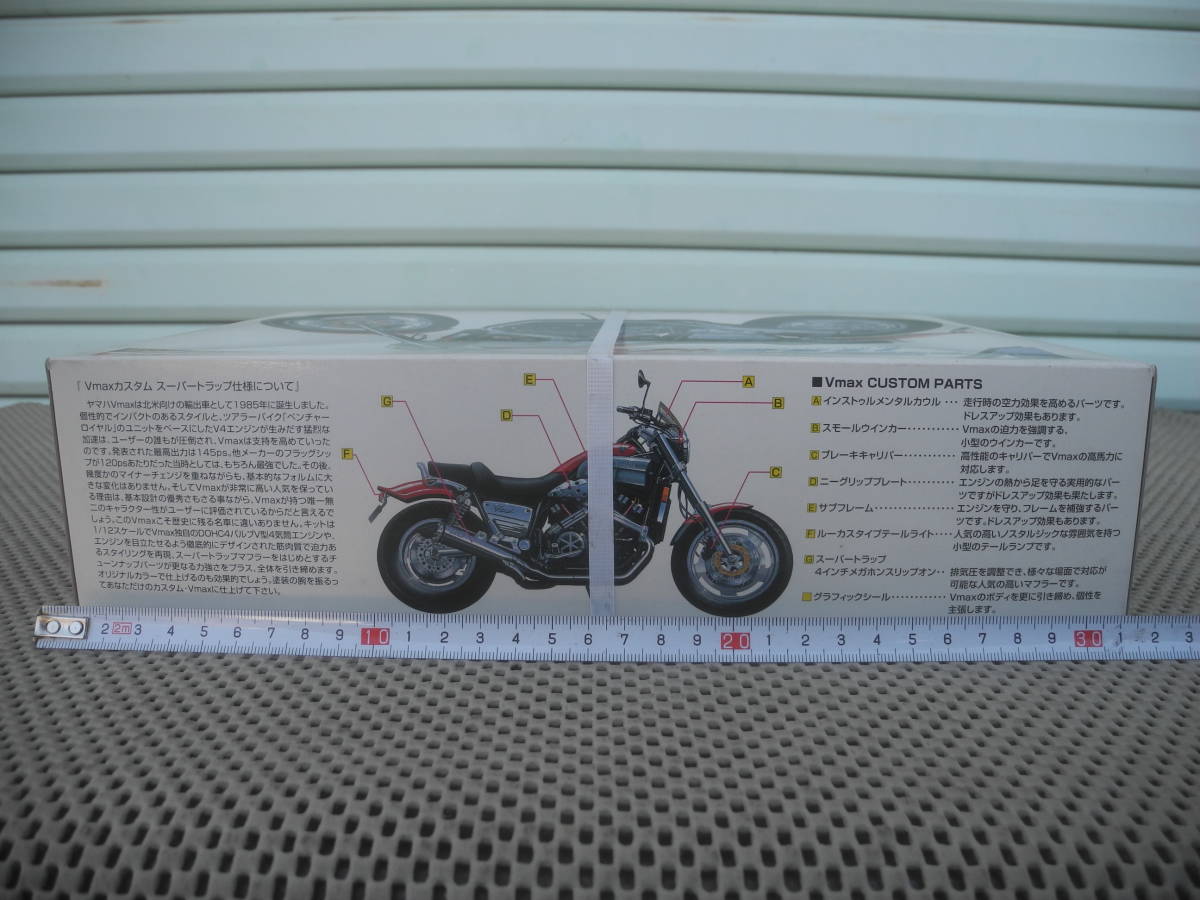 『 Vmaxカスタム スーパートラップ仕様について』
ヤマハVmaxは北米向けの輸出車として1985年に誕生しました。
個性的でインパクトのあるスタイルと、ツアラーバイク「ベンチャー
ロイヤル」のユニットをベースにしたV4エンジンが生みだす猛烈な
加速は、ユーザーの誰もが圧倒され、Vmaxは支持を高めていった
のです。発表された最高出力は145ps。他メーカーのフラッグシッ
プが120psあたりだった当時としては、もちろん最強でした。その後、
幾度かのマイナーチェンジを重ねながらも、基本的なフォルムに大
きな変化はありません。そしてVmaxが非常に高い人気を保ってい
る理由は、基本設計の優秀さもさる事ながら、Vmaxが持つ唯一無
二のキャラクター性がユーザーに評価されているからだと言えるで
しょう。このVmaxこそ歴史に残る名車に違いありません。キットは
1/12スケールでVmax独自のDOHC4バルブV型4気筒エンジンや、
エンジンを目立たせるよう徹底的にデザインされた筋肉質で迫力あ
るスタイリングを再現。スーパートラップマフラーをはじめとするチ
ューンナップパーツが更なる力強さをプラス、全体を引き締めます。
オリジナルカラーで仕上げるのも効果的でしょう。塗装の腕を振るっ
てあなただけのカスタム・Vmaxに仕上げて下さい。
E
A
G
B
D
F
C
■Vmax CUSTOM PARTS
A インストゥルメンタルカウル ‥‥ 走行時の空力効果を高めるパーツです。
ドレスアップ効果もあります。
B スモールウインカー‥‥‥‥‥ Vmaxの迫力を強調する、
小型のウインカーです。
C ブレーキキャリパー‥‥‥‥‥ 高性能のキャリパーでVmaxの高馬力に
対応します。
D ニーグリッププレート‥‥‥‥ エンジンの熱から足を守る実用的なパー
ツですがドレスアップ効果も果たします。
E サブフレーム‥‥‥‥‥‥‥ エンジンを守り、フレームを補強するパー
ツです。ドレスアップ効果もあります。
F ルーカスタイプテールライト‥‥ 人気の高いノスタルジックな雰囲気を持つ
小型のテールランプです。
G スーパートラップ
4インチメガホンスリップオン‥ 排気圧を調整でき、様々な場面で対応が
可能な人気の高いマフラーです。
グラフィックシール‥‥‥‥‥ Vmaxのボディを更に引き締め、個性を
主張します。
2 2m 3 4 5 6 7 8 9 10 1 2 3 4 5 6 7 8 9 20 1 2 3 4 5 6 7 8 9 30 1 2 3